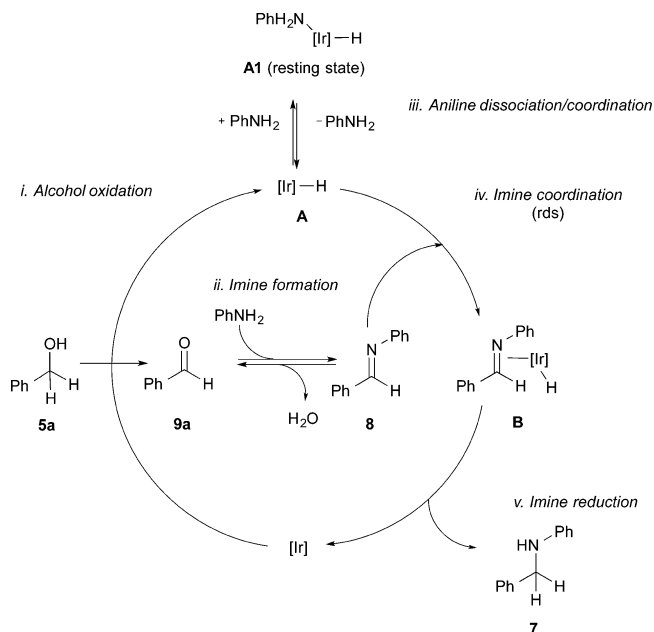 PhH2N
[Ir]—H
A1 (resting state)
+ PhNH2
− PhNH2
iii. Aniline dissociation/coordination
i. Alcohol oxidation
[Ir]—H
A
iv. Imine coordination
(rds)
ii. Imine formation
PhNH2
OH
Ph
H
H
5a
O
Ph
H
9a
H2O
N
Ph
Ph
H
8
N
Ph
[Ir]
H
Ph
H
B
v. Imine reduction
[Ir]
HN
Ph
Ph
H
H
7